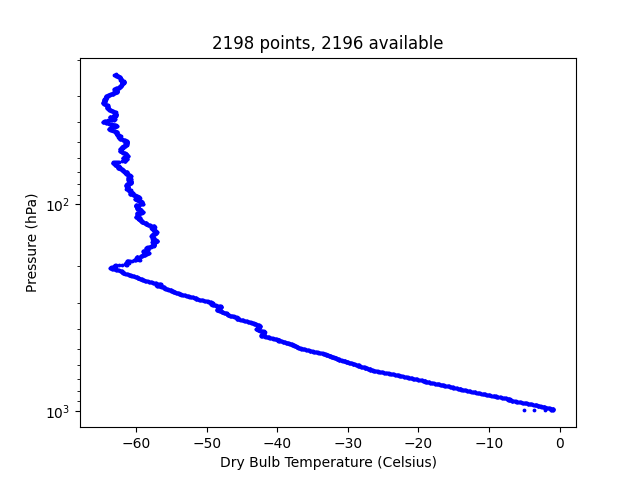 2198 points, 2196 available
Pressure (hPa)
10²
10³
−60 −50 −40 −30 −20 −10 0
Dry Bulb Temperature (Celsius)